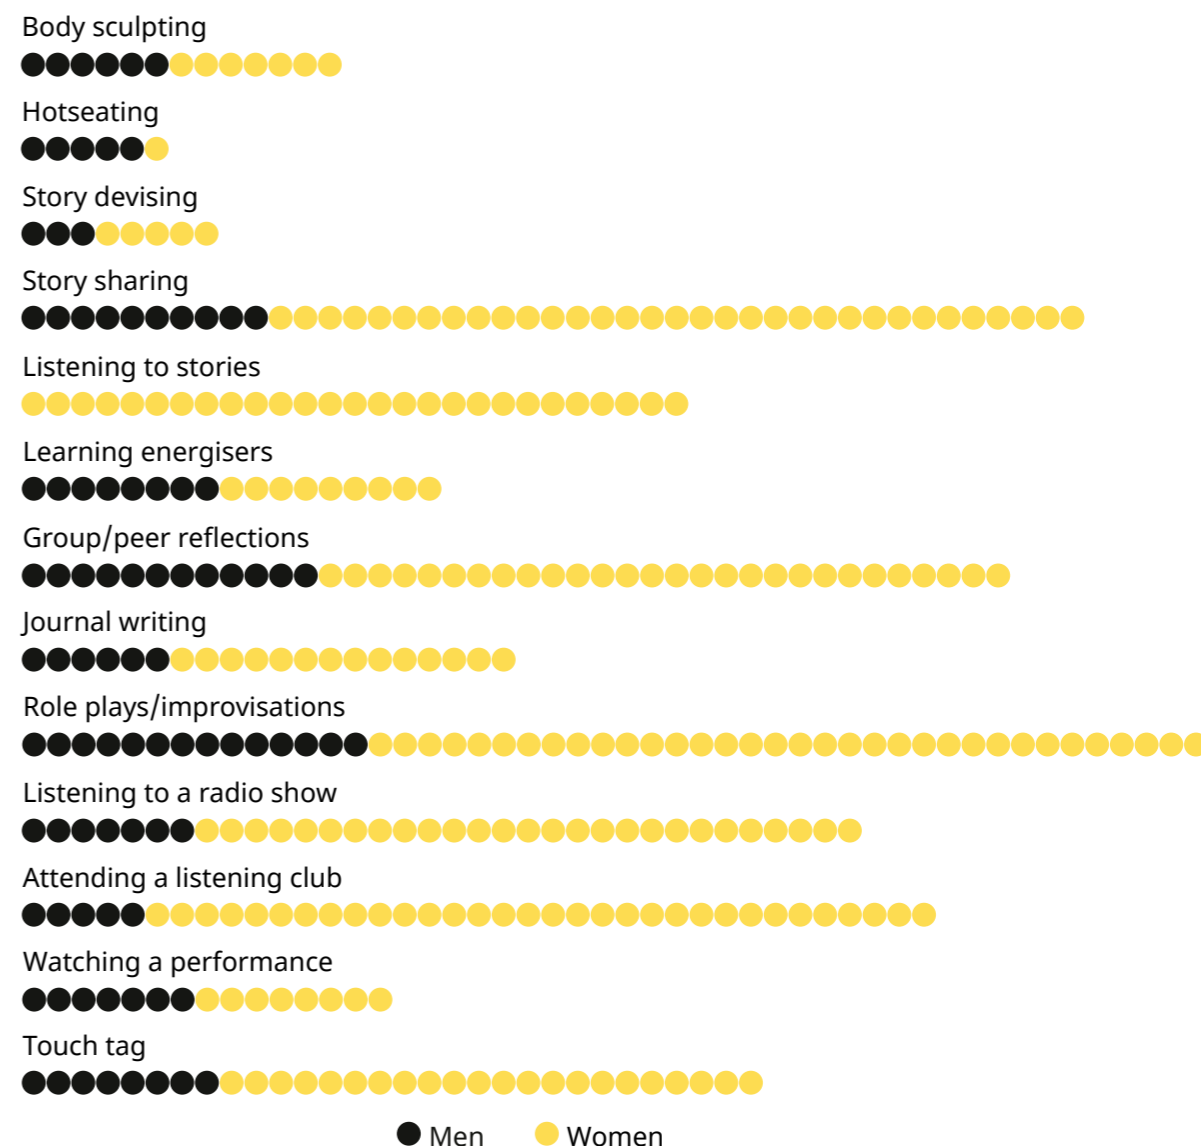 Body sculpting
Hotseating
Story devising
Story sharing
Listening to stories
Learning energisers
Group/peer reflections
Journal writing
Role plays/improvisations
Listening to a radio show
Attending a listening club
Watching a performance
Touch tag
Men Women